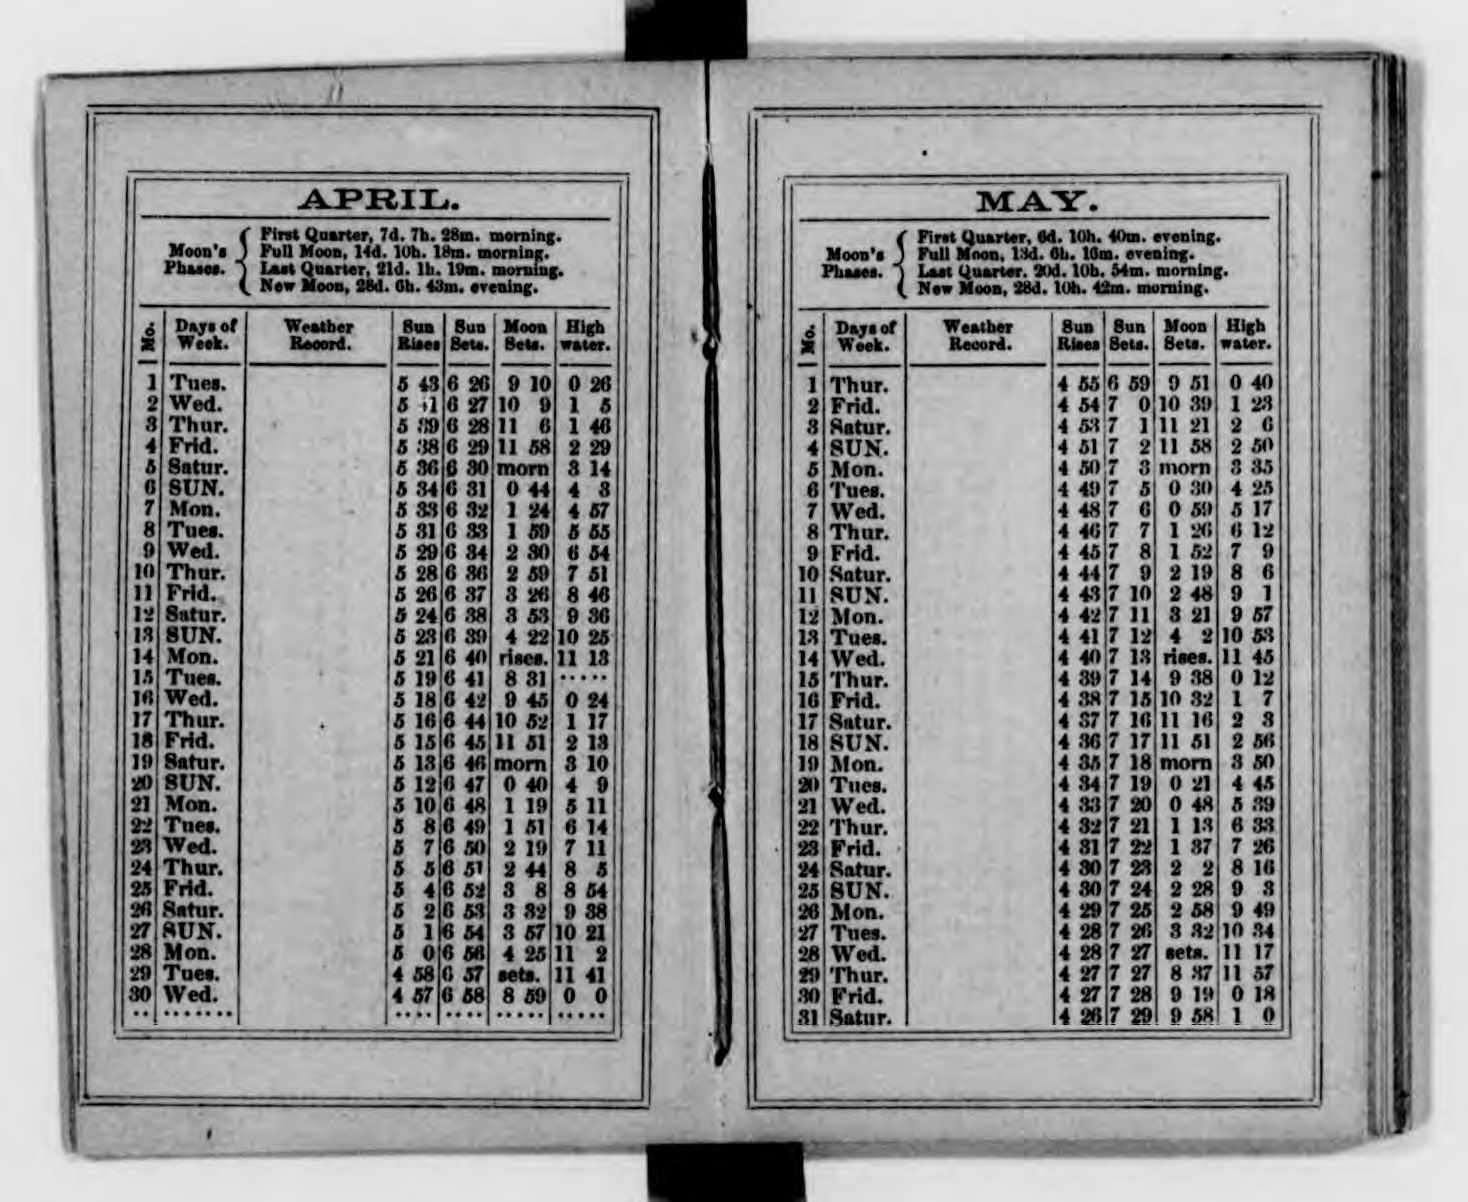 APRIL.
Moon's Phases.
First Quarter, 7d. 7h. 28m. morning.
Full Moon, 14d. 10h. 18m. morning.
Last Quarter, 21d. 1h. 19m. morning.
New Moon, 28d. 6h. 43m. evening.
Mo. Days of Week. Weather Record. Sun Rises Sun Sets. Moon Sets. High water.
1 Tues. 5 43 6 26 9 10 0 26
2 Wed. 5 6 27 10 9 1 5
3 Thur. 5 39 6 28 11 6 1 46
4 Frid. 5 38 6 29 11 58 2 29
5 Satur. 5 36 6 30 morn 3 14
6 SUN. 5 34 6 31 0 44 4 3
7 Mon. 5 33 6 32 1 24 4 57
8 Tues. 5 31 6 33 1 59 5 55
9 Wed. 5 29 6 34 2 30 6 54
10 Thur. 5 28 6 36 2 59 7 51
11 Frid. 5 26 6 37 3 26 8 46
12 Satur. 5 24 6 38 3 53 9 36
13 SUN. 5 23 6 39 4 22 10 25
14 Mon. 5 21 6 40 rises. 11 13
15 Tues. 5 19 6 41 8 31 .....
16 Wed. 5 18 6 42 9 45 0 24
17 Thur. 5 16 6 44 10 52 1 17
18 Frid. 5 15 6 45 11 51 2 13
19 Satur. 5 13 6 46 morn 3 10
20 SUN. 5 12 6 47 0 40 4 9
21 Mon. 5 10 6 48 1 19 5 11
22 Tues. 5 8 6 49 1 51 6 14
23 Wed. 5 7 6 50 2 19 7 11
24 Thur. 5 5 6 51 2 44 8 5
25 Frid. 5 4 6 52 3 8 8 54
26 Satur. 5 2 6 53 3 32 9 38
27 SUN. 5 1 6 54 3 57 10 21
28 Mon. 5 0 6 56 4 25 11 2
29 Tues. 4 58 6 57 sets. 11 41
30 Wed. 4 57 6 58 8 59 0 0
.. ....... .... .... ..... .....
MAY.
Moon's Phases.
First Quarter, 6d. 10h. 40m. evening.
Full Moon, 13d. 6h. 16m. evening.
Last Quarter. 20d. 10h. 54m. morning.
New Moon, 28d. 10h. 42m. morning.
Mo. Days of Week. Weather Record. Sun Rises Sun Sets. Moon Sets. High water.
1 Thur. 4 55 6 59 9 51 0 40
2 Frid. 4 54 7 0 10 39 1 23
3 Satur. 4 53 7 1 11 21 2 6
4 SUN. 4 51 7 2 11 58 2 50
5 Mon. 4 50 7 3 morn 3 35
6 Tues. 4 49 7 5 0 30 4 25
7 Wed. 4 48 7 6 0 59 5 17
8 Thur. 4 46 7 7 1 26 6 12
9 Frid. 4 45 7 8 1 52 7 9
10 Satur. 4 44 7 9 2 19 8 6
11 SUN. 4 43 7 10 2 48 9 1
12 Mon. 4 42 7 11 3 21 9 57
13 Tues. 4 41 7 12 4 2 10 53
14 Wed. 4 40 7 13 rises. 11 45
15 Thur. 4 39 7 14 9 38 0 12
16 Frid. 4 38 7 15 10 32 1 7
17 Satur. 4 37 7 16 11 16 2 3
18 SUN. 4 36 7 17 11 51 2 56
19 Mon. 4 35 7 18 morn 3 50
20 Tues. 4 34 7 19 0 21 4 45
21 Wed. 4 33 7 20 0 48 5 39
22 Thur. 4 32 7 21 1 13 6 33
23 Frid. 4 31 7 22 1 37 7 26
24 Satur. 4 30 7 23 2 2 8 16
25 SUN. 4 30 7 24 2 28 9 3
26 Mon. 4 29 7 25 2 58 9 49
27 Tues. 4 28 7 26 3 32 10 34
28 Wed. 4 28 7 27 sets. 11 17
29 Thur. 4 27 7 27 8 37 11 57
30 Frid. 4 27 7 28 9 19 0 18
31 Satur. 4 26 7 29 9 58 1 0